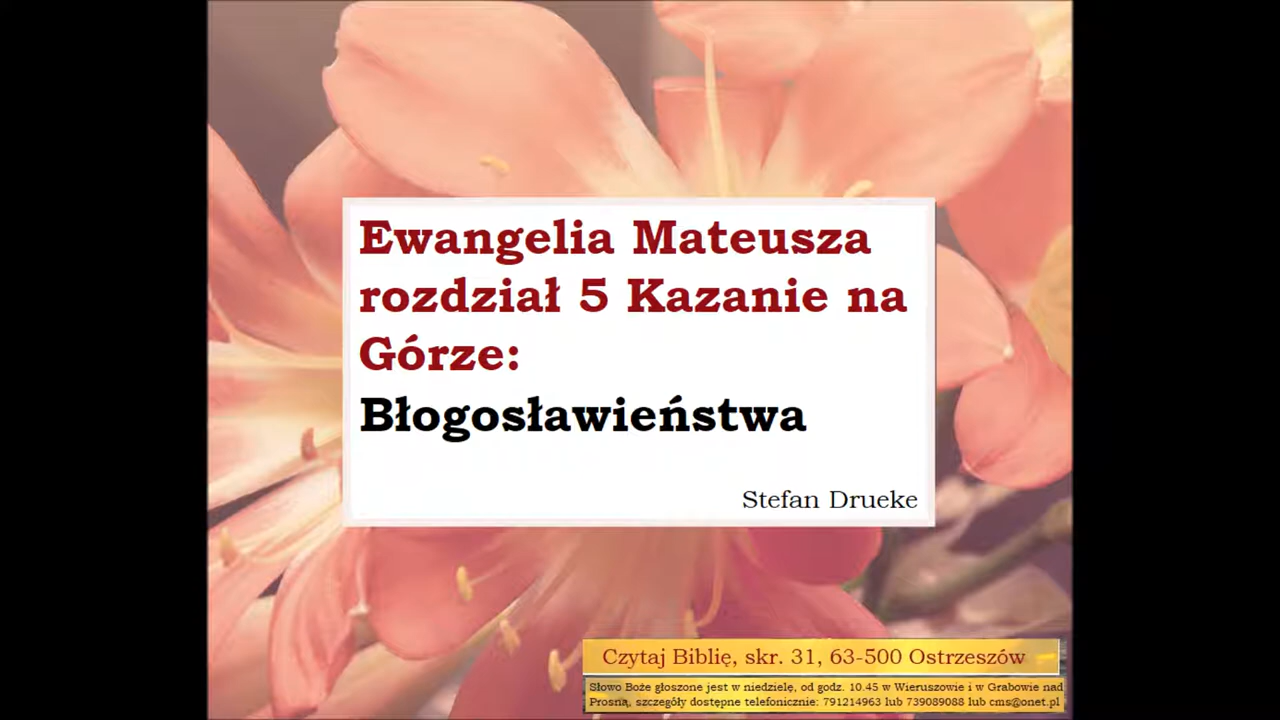 Ewangelia Mateusza
rozdział 5 Kazanie na
Górze:
Błogosławieństwa
Stefan Drueke
Czytaj Biblię, skr. 31, 63-500 Ostrzeszów
Słowo Boże głoszone jest w niedzielę, od godz. 10.45 w Wieruszowie i w Grabowie nad
Prosną, szczegóły dostępne telefonicznie: 791214963 lub 739089088 lub cms@onet.pl